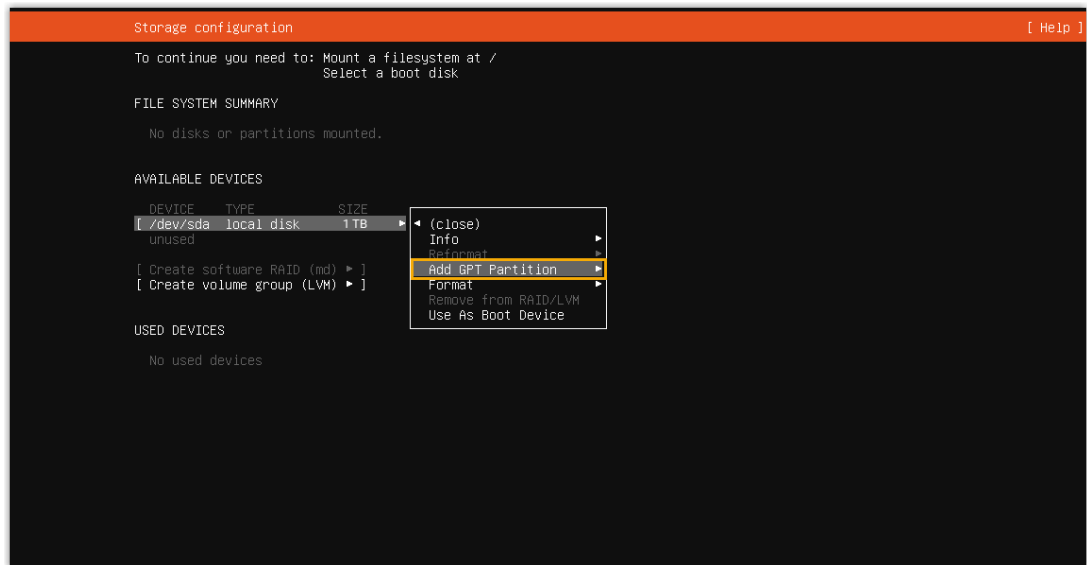 Storage configuration [ Help ]
To continue you need to: Mount a filesystem at /
Select a boot disk
FILE SYSTEM SUMMARY
No disks or partitions mounted.
AVAILABLE DEVICES
DEVICE TYPE SIZE
[ /dev/sda local disk 1 TB ►
unused
[ Create software RAID (md) ► ]
[ Create volume group (LVM) ► ]
◄ (close)
Info ►
Reformat ►
Add GPT Partition ►
Format ►
Remove from RAID/LVM
Use As Boot Device
USED DEVICES
No used devices